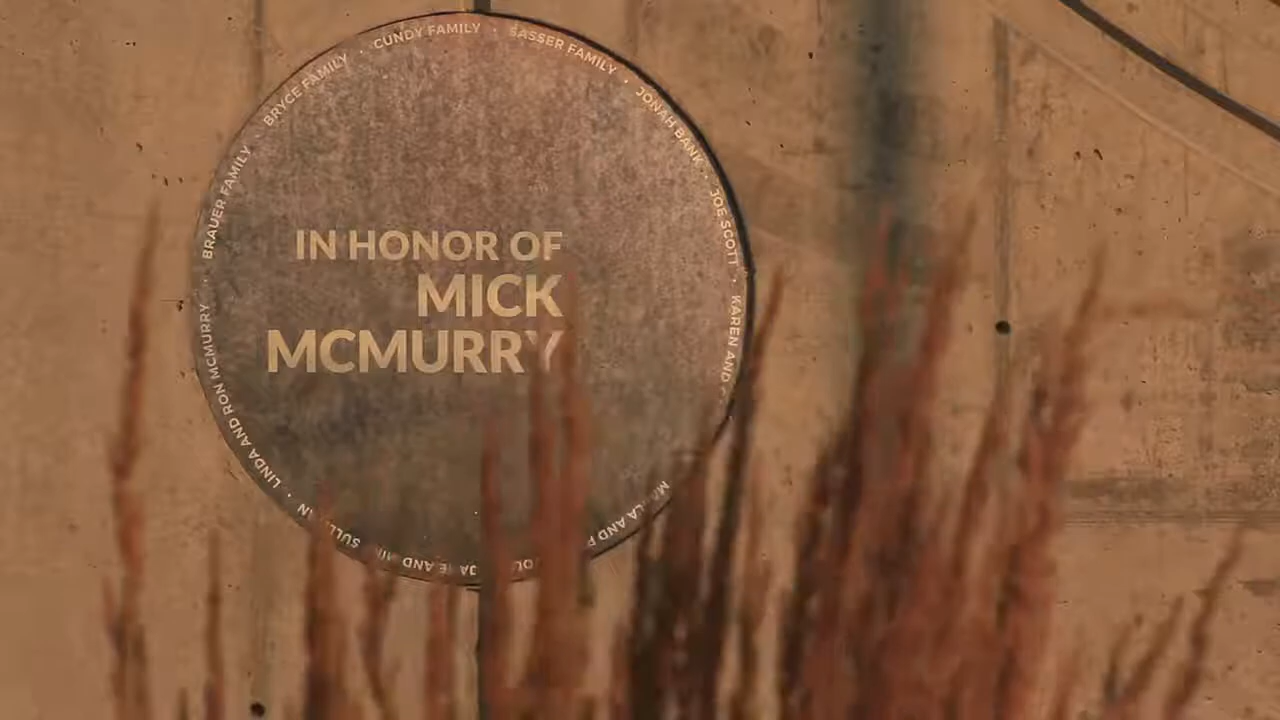 IN HONOR OF
MICK
MCMURRY
LINDA AND RON MCMURRY · BRAUER FAMILY · BRYCE FAMILY · CUNDY FAMILY · SASSER FAMILY · JONAH BANK · JOE SCOTT · KAREN AND
AND